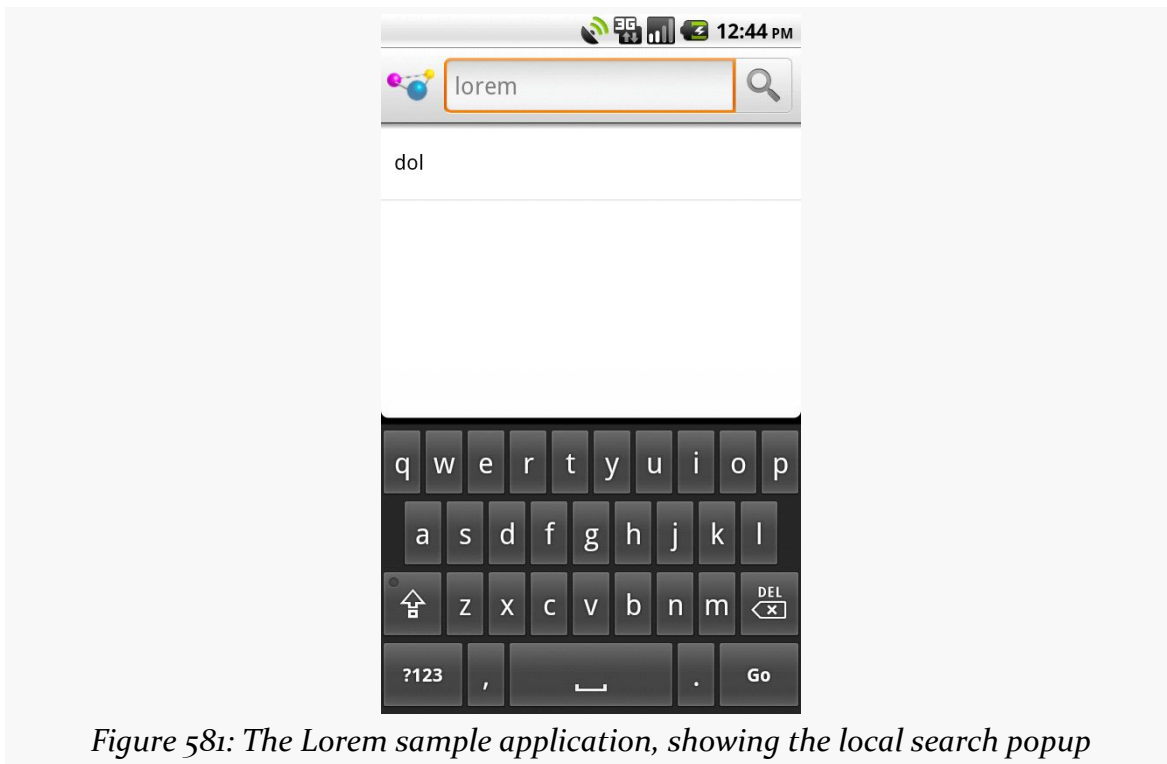 3G 12:44 PM
lorem
dol
q w e r t y u i o p
a s d f g h j k l
z x c v b n m DEL
?123 , . Go
Figure 581: The Lorem sample application, showing the local search popup